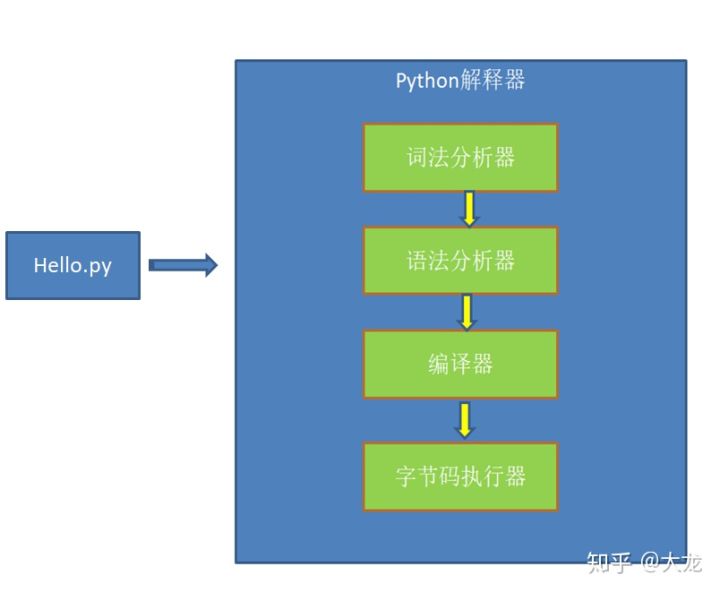 Python解释器
词法分析器
语法分析器
Hello.py
编译器
字节码执行器
知乎 @大龙